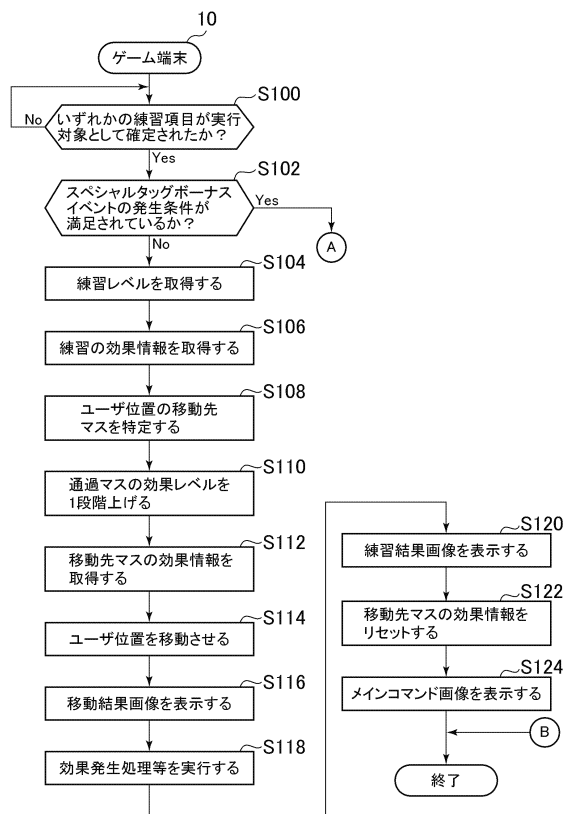 10
ゲーム端末
S100
いずれかの練習項目が実行
対象として確定されたか？
No
Yes
S102
スペシャルタッグボーナス
イベントの発生条件が
満足されているか？
Yes
A
No
S104
練習レベルを取得する
S106
練習の効果情報を取得する
S108
ユーザ位置の移動先
マスを特定する
S110
通過マスの効果レベルを
1段階上げる
S112
移動先マスの効果情報を
取得する
S114
ユーザ位置を移動させる
S116
移動結果画像を表示する
S118
効果発生処理等を実行する
S120
練習結果画像を表示する
S122
移動先マスの効果情報を
リセットする
S124
メインコマンド画像を表示する
B
終了